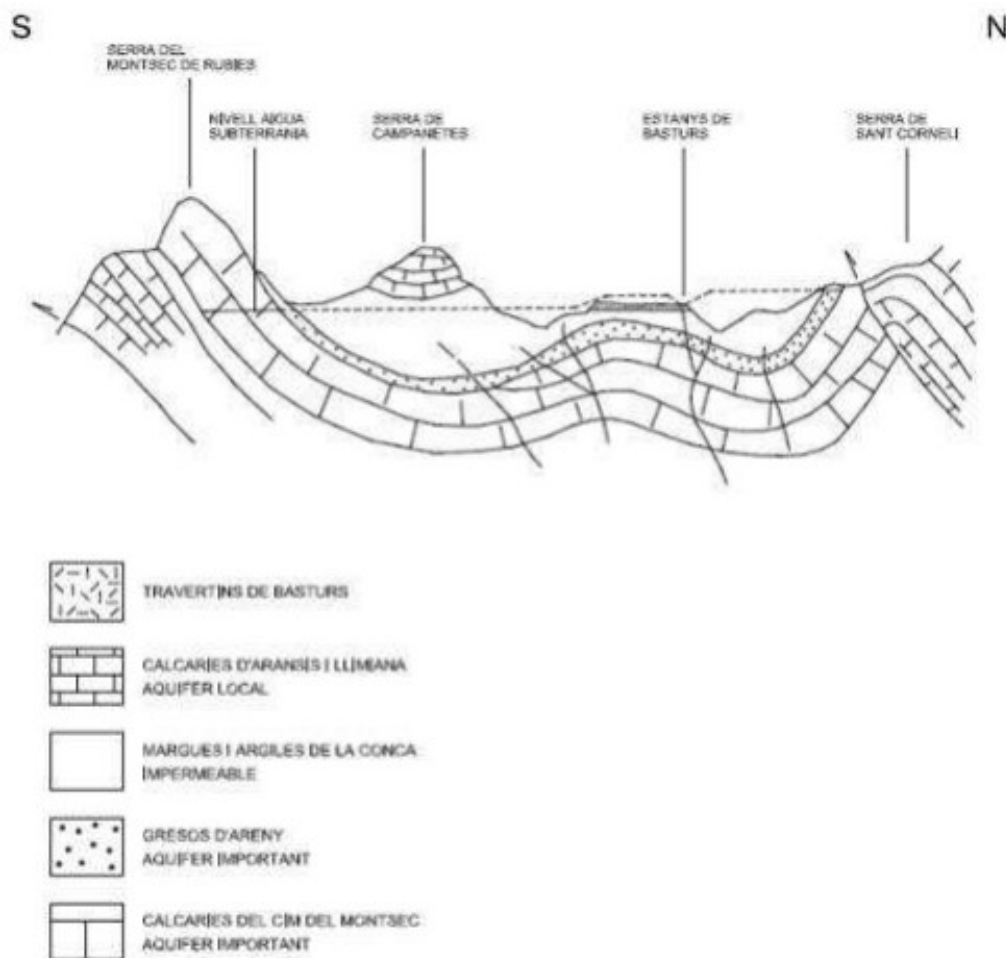 S
N
SERRA DEL
MONTSEC DE RUBIES
NIVELL AIGUA
SUBTERRANIA
SERRA DE
CAMPANETES
ESTANYS DE
BASTURS
SERRA DE
SANT CORNELI
TRAVERTINS DE BASTURS
CALCARIES D'ARANSIS I LLIMIANA
AQUIFER LOCAL
MARGUES I ARGILES DE LA CONCA
IMPERMEABLE
GRESOS D'ARENY
AQUIFER IMPORTANT
CALCARIES DEL CIM DEL MONTSEC
AQUIFER IMPORTANT